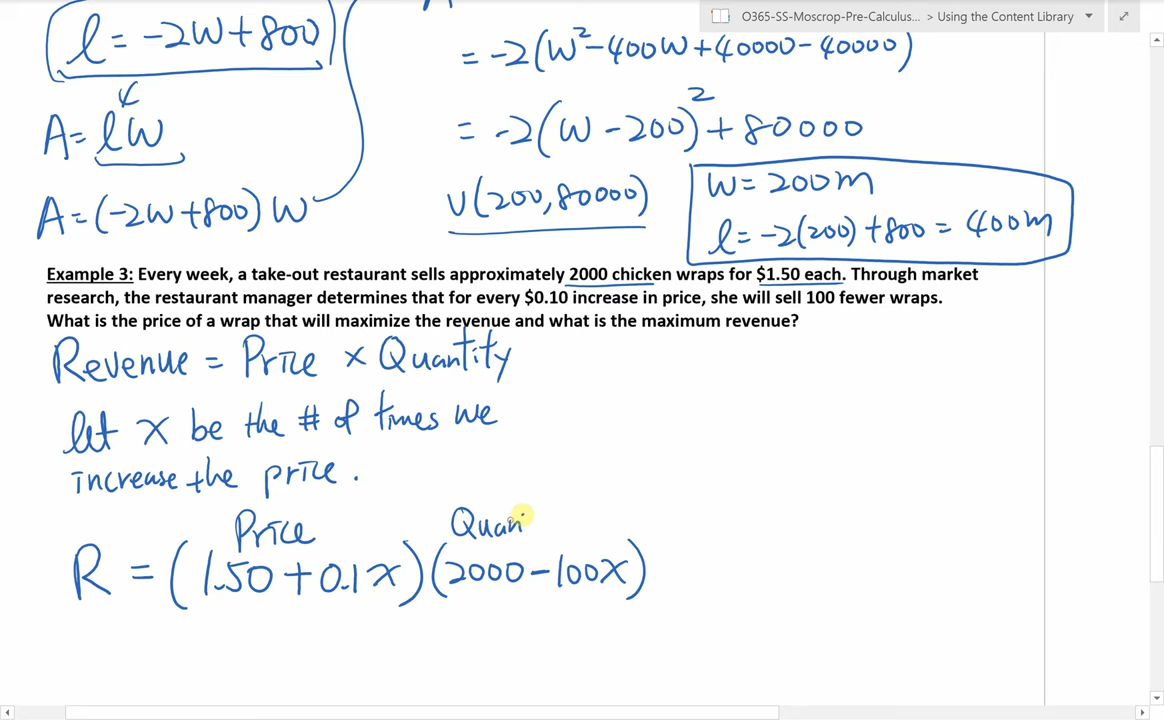 O365-SS-Moscrop-Pre-Calculus... > Using the Content Library
l = -2w+800
= -2(w²-400w+40000-40000)
A = lw
= -2(w-200)²+80000
A = (-2w+800)w
V(200,80000)
w = 200m
l = -2(200)+800 = 400m
Example 3: Every week, a take-out restaurant sells approximately 2000 chicken wraps for $1.50 each. Through market
research, the restaurant manager determines that for every $0.10 increase in price, she will sell 100 fewer wraps.
What is the price of a wrap that will maximize the revenue and what is the maximum revenue?
Revenue = Price × Quantity
let x be the # of times we
increase the price.
Price Quan
R = (1.50+0.1x)(2000-100x)